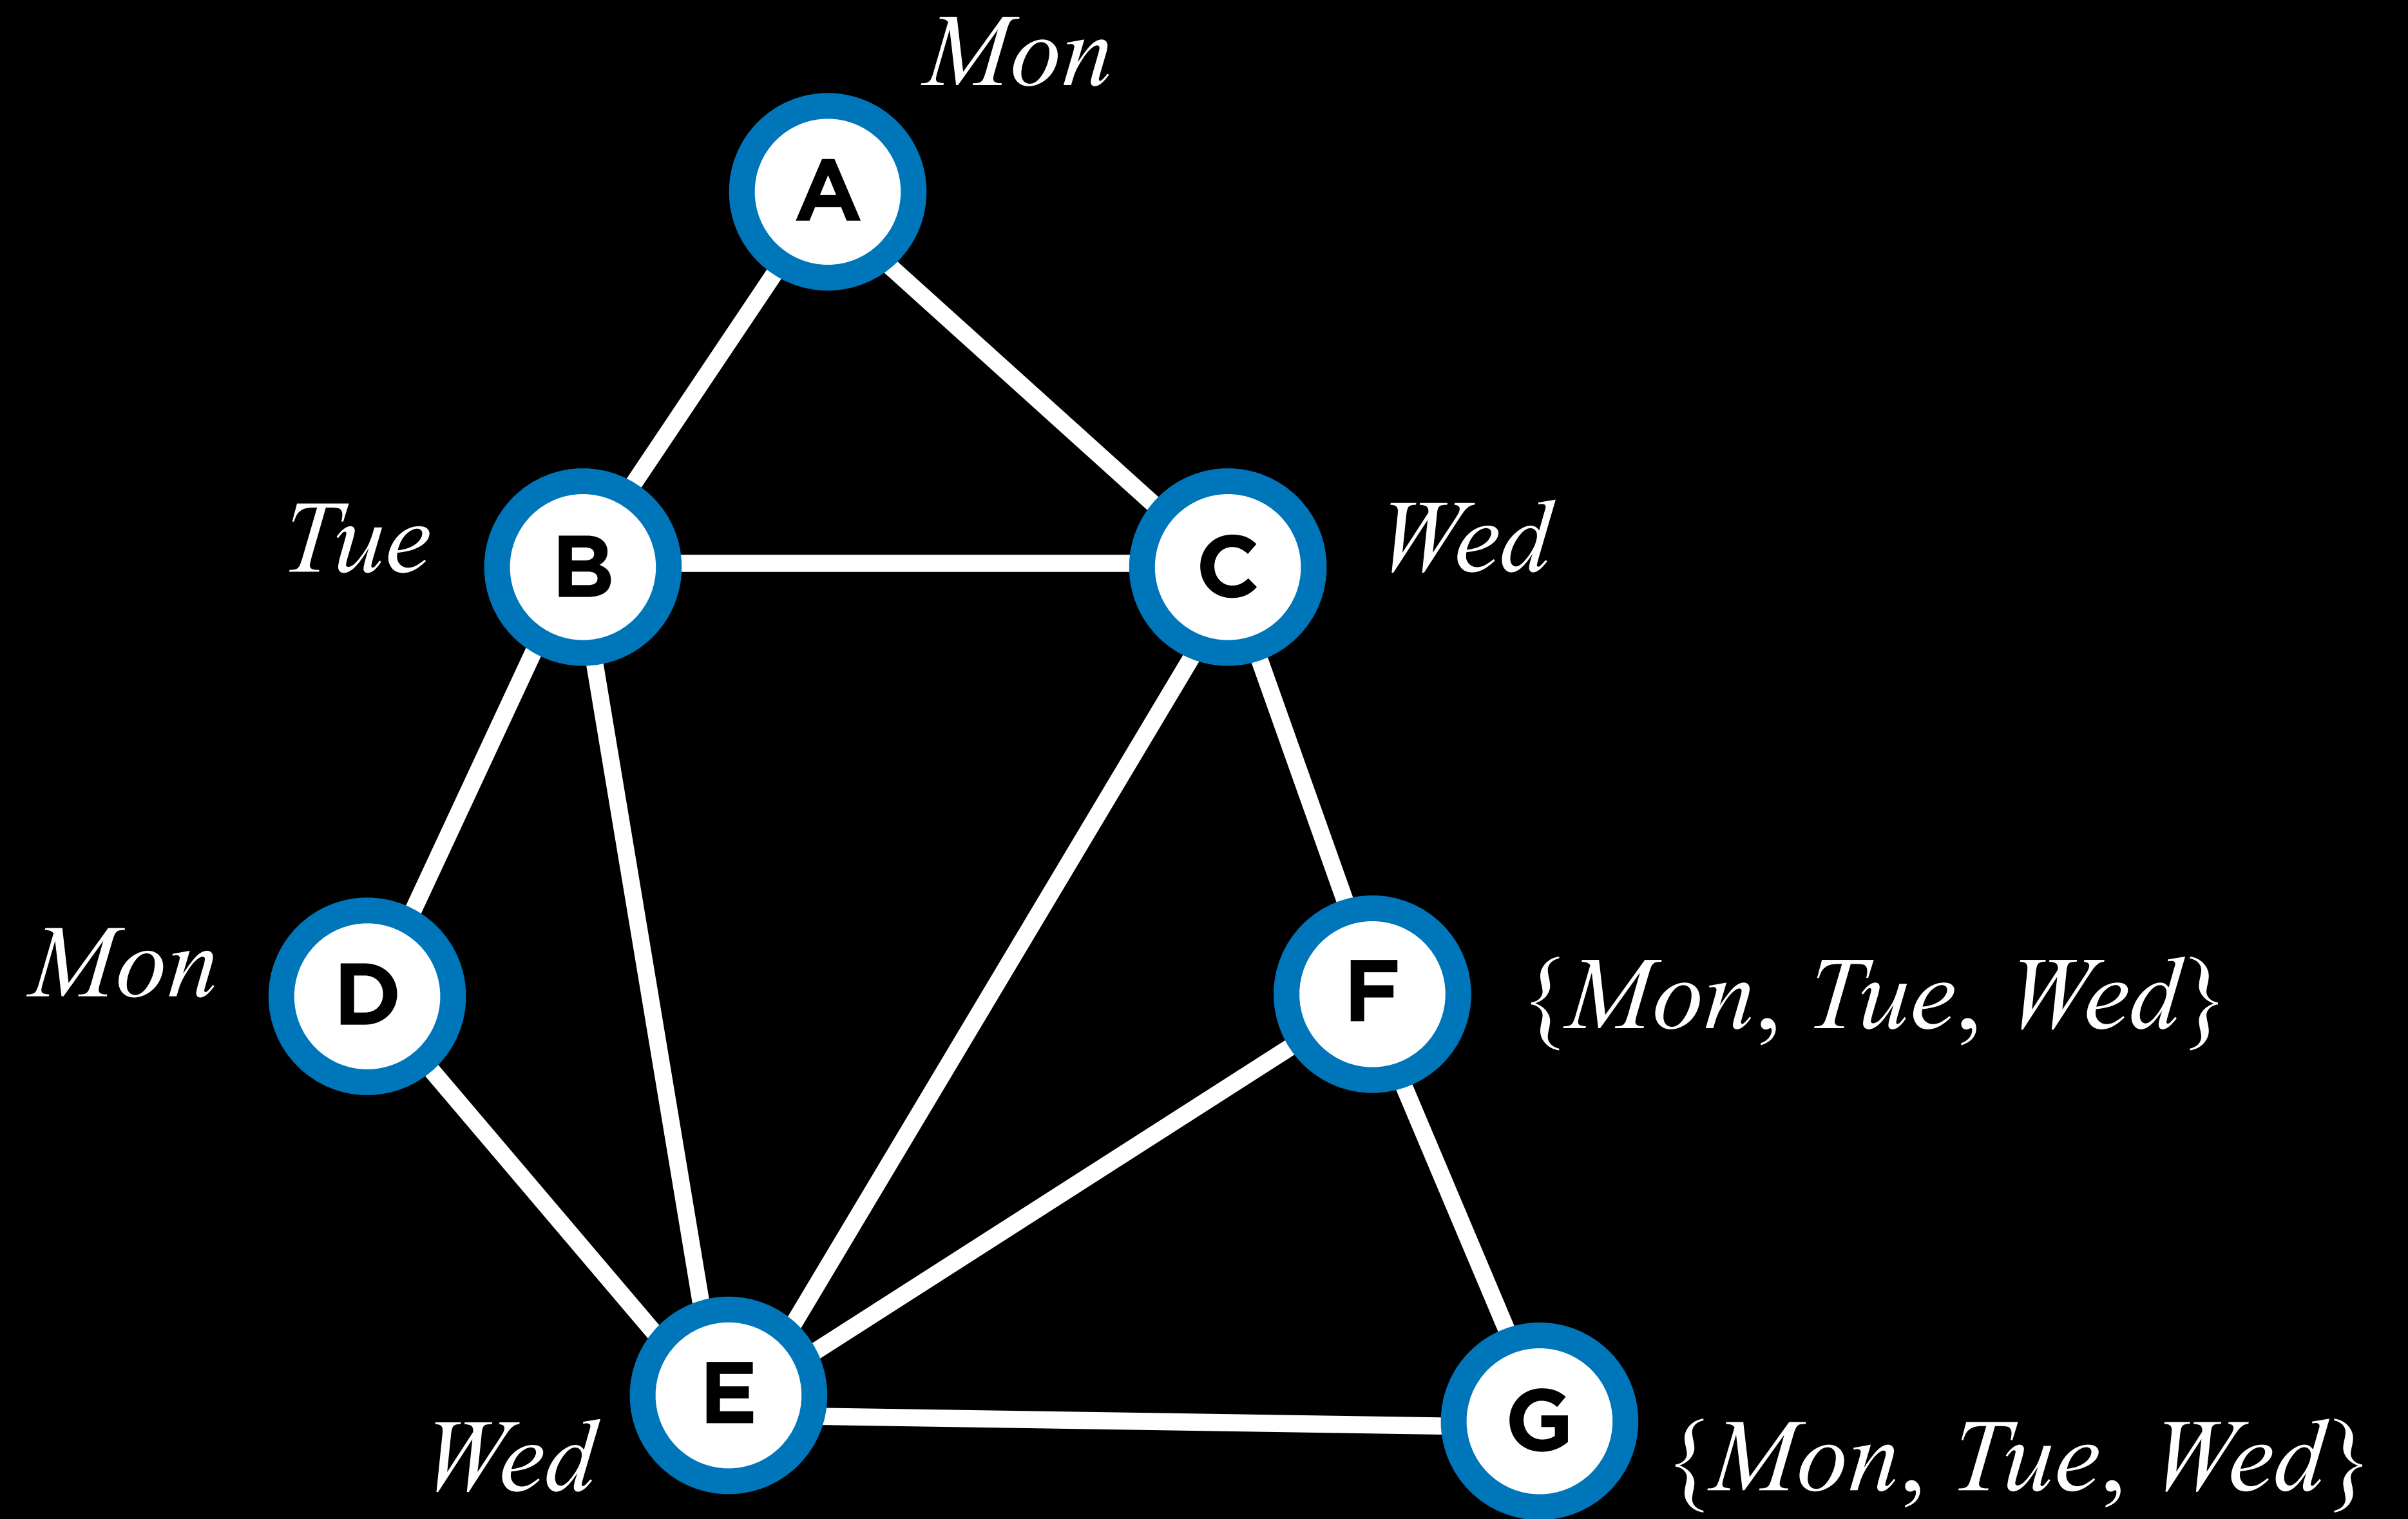 Mon
A
Tue
B
C
Wed
Mon
D
F
{Mon, Tue, Wed}
E
Wed
G
{Mon, Tue, Wed}